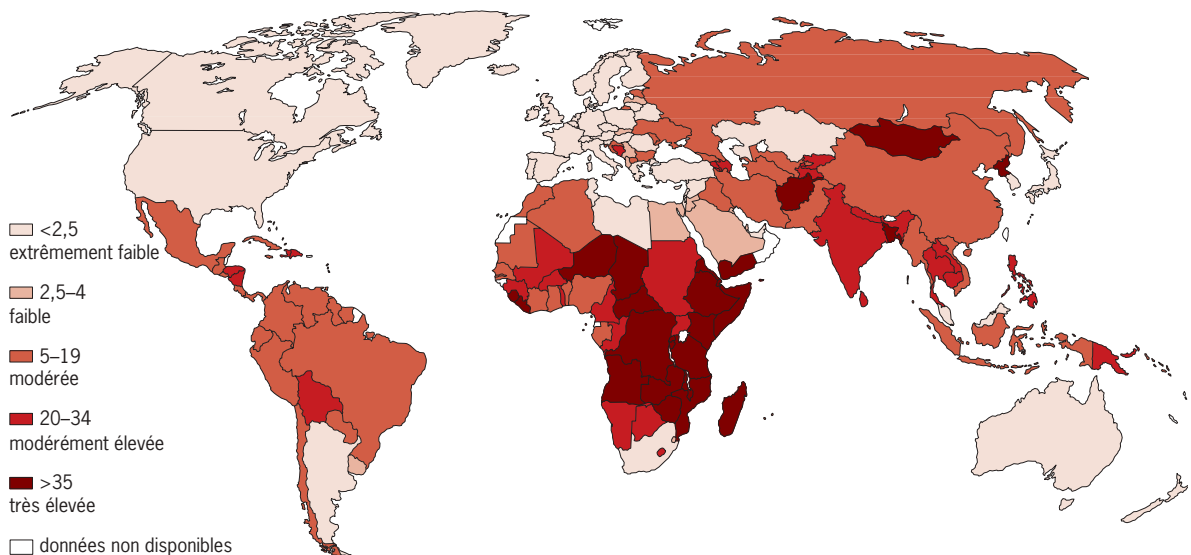 <2,5
extrêmement faible
2,5–4
faible
5–19
modérée
20–34
modérément élevée
>35
très élevée
données non disponibles